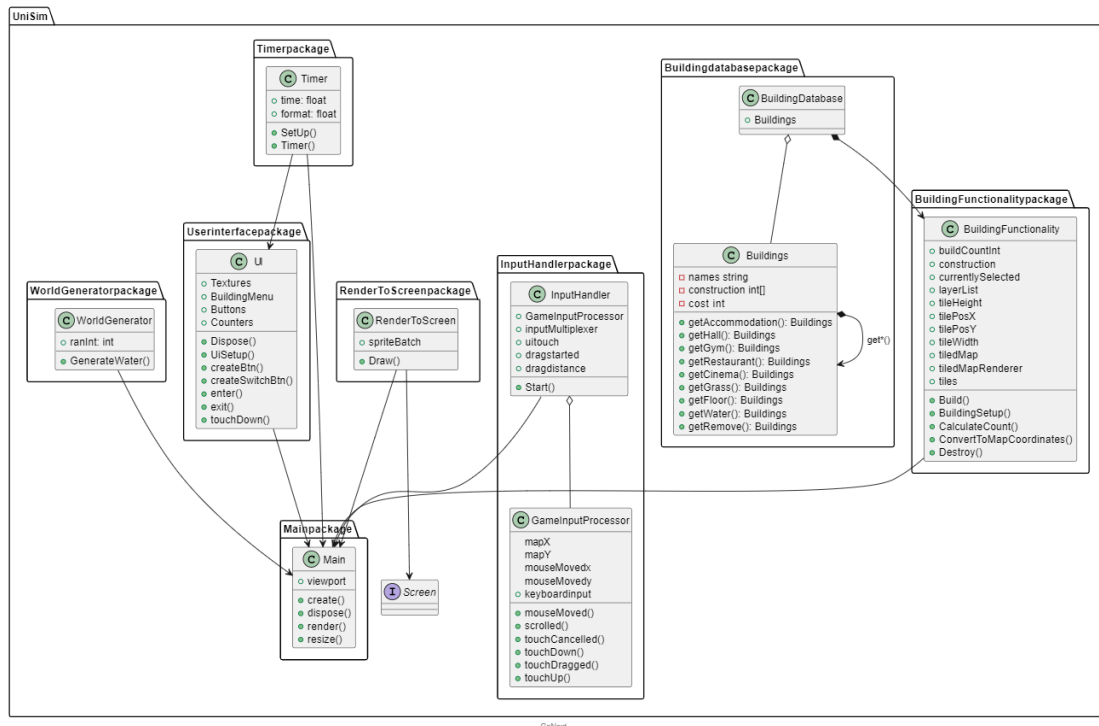 UniSim
Timerpackage
C Timer
time: float
format: float
SetUp()
Timer()
Buildingdatabasepackage
C BuildingDatabase
Buildings
BuildingFunctionalitypackage
C BuildingFunctionality
buildCountInt
construction
currentlySelected
layerList
tileHeight
tilePosX
tilePosY
tileWidth
tiledMap
tiledMapRenderer
tiles
Build()
BuildingSetup()
CalculateCount()
ConvertToMapCoordinates()
Destroy()
Userinterfacepackage
C UI
Textures
BuildingMenu
Buttons
Counters
Dispose()
UiSetup()
createBtn()
createSwitchBtn()
enter()
exit()
touchDown()
C Buildings
names string
construction int[]
cost int
getAccommodation(): Buildings
getHall(): Buildings
getGym(): Buildings
getRestaurant(): Buildings
getCinema(): Buildings
getGrass(): Buildings
getFloor(): Buildings
getWater(): Buildings
getRemove(): Buildings
get*()
InputHandlerpackage
C InputHandler
GameInputProcessor
inputMultiplexer
uitouch
dragstarted
dragdistance
Start()
WorldGeneratorpackage
C WorldGenerator
ranInt: int
GenerateWater()
RenderToScreenpackage
C RenderToScreen
spriteBatch
Draw()
C GameInputProcessor
mapX
mapY
mouseMovedx
mouseMovedy
keyboardinput
mouseMoved()
scrolled()
touchCancelled()
touchDown()
touchDragged()
touchUp()
Mainpackage
C Main
viewport
create()
dispose()
render()
resize()
I Screen